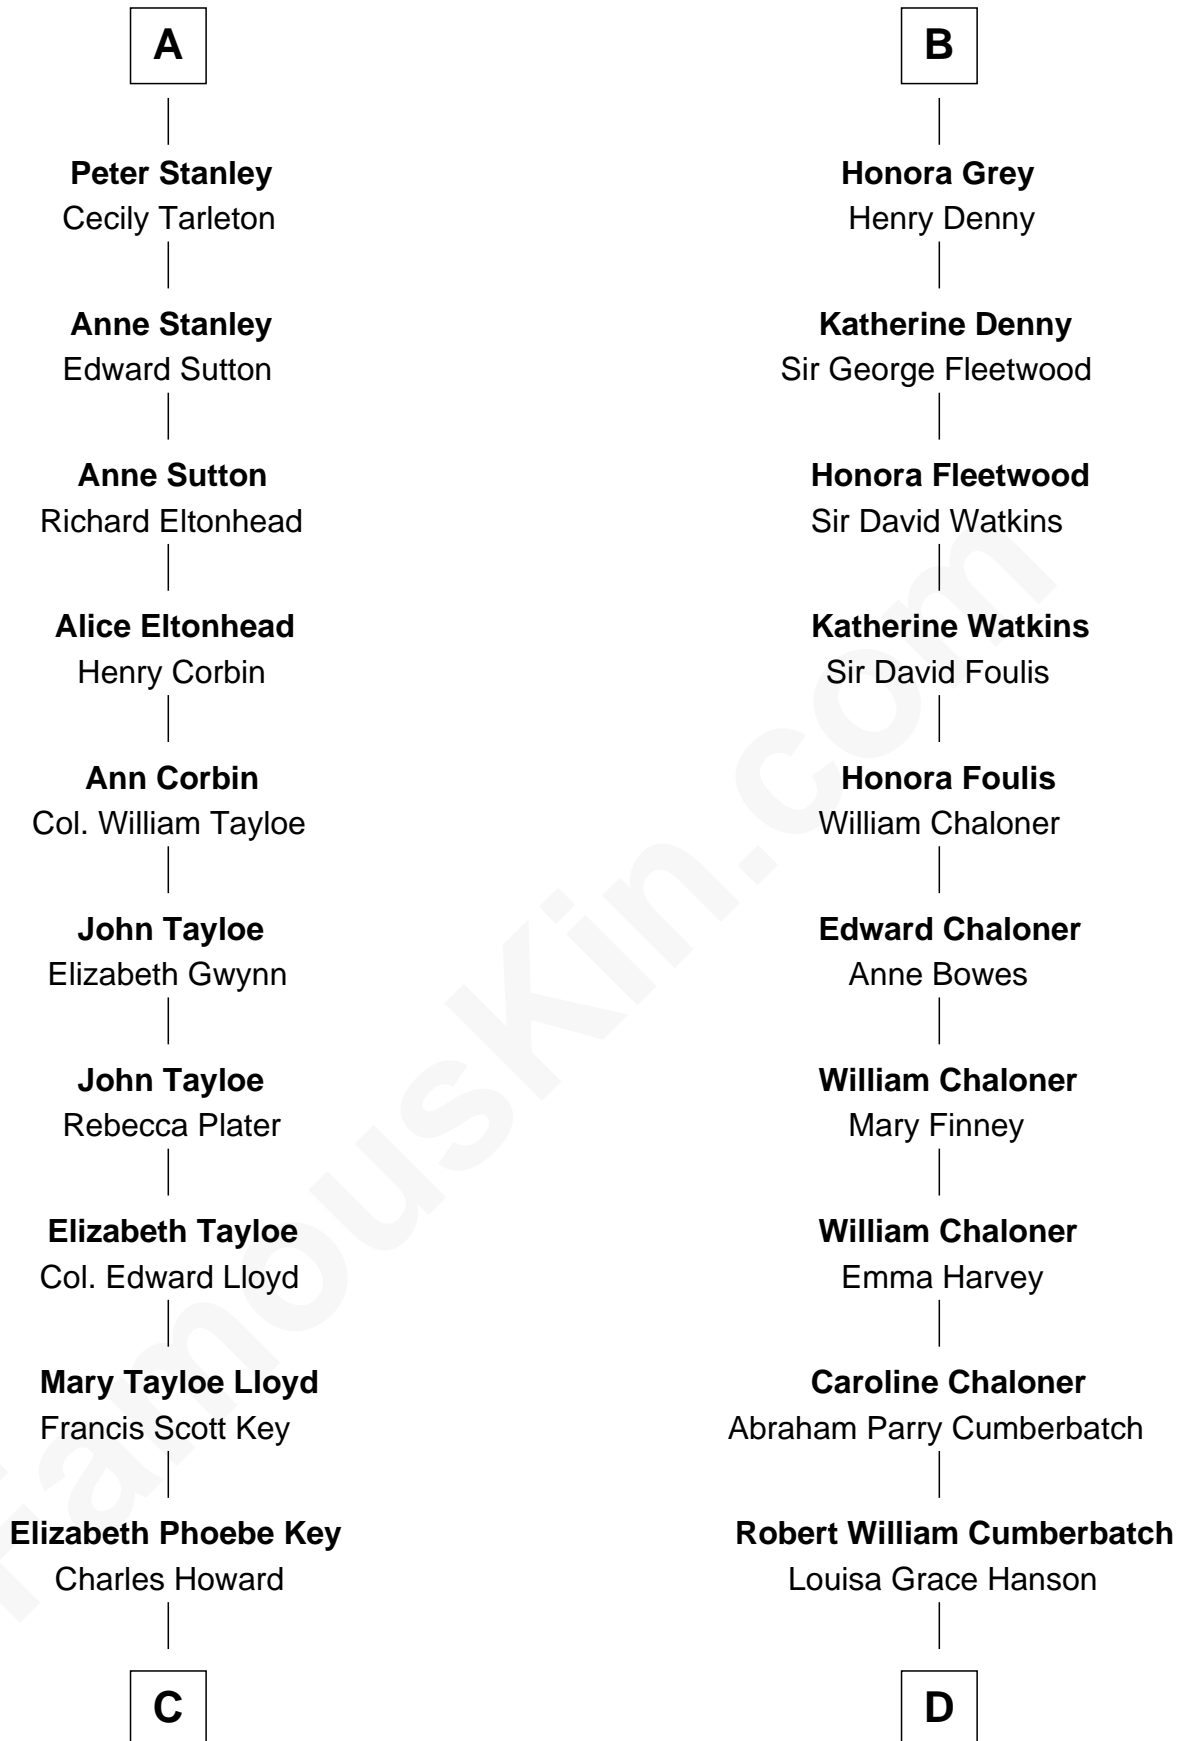 A
Peter Stanley
Cecily Tarleton
Anne Stanley
Edward Sutton
Anne Sutton
Richard Eltonhead
Alice Eltonhead
Henry Corbin
Ann Corbin
Col. William Tayloe
John Tayloe
Elizabeth Gwynn
John Tayloe
Rebecca Plater
Elizabeth Tayloe
Col. Edward Lloyd
Mary Tayloe Lloyd
Francis Scott Key
Elizabeth Phoebe Key
Charles Howard
C
B
Honora Grey
Henry Denny
Katherine Denny
Sir George Fleetwood
Honora Fleetwood
Sir David Watkins
Katherine Watkins
Sir David Foulis
Honora Foulis
William Chaloner
Edward Chaloner
Anne Bowes
William Chaloner
Mary Finney
William Chaloner
Emma Harvey
Caroline Chaloner
Abraham Parry Cumberbatch
Robert William Cumberbatch
Louisa Grace Hanson
D
FamousKin.com